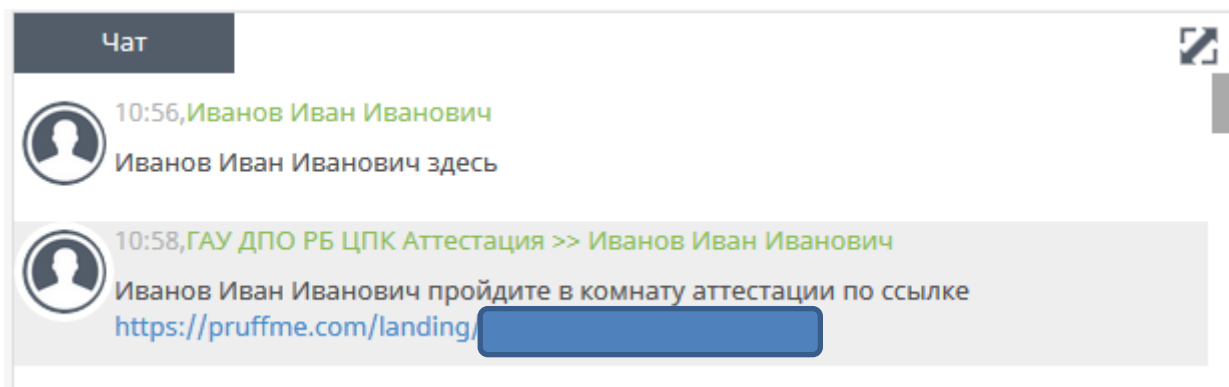 Чат
10:56,Иванов Иван Иванович
Иванов Иван Иванович здесь
10:58,ГАУ ДПО РБ ЦПК Аттестация >> Иванов Иван Иванович
Иванов Иван Иванович пройдите в комнату аттестации по ссылке
https://pruffme.com/landing/